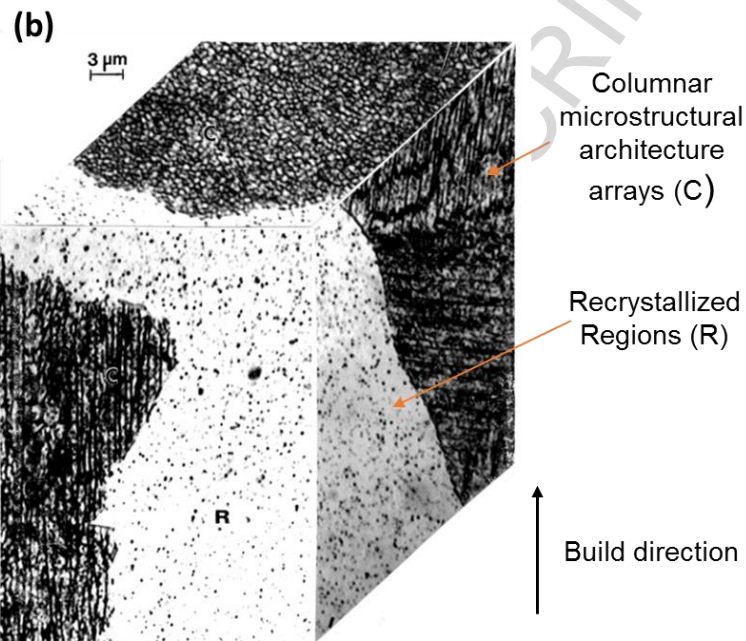 (b)
3 µm
C
Columnar
microstructural
architecture
arrays (C)
C
Recrystallized
Regions (R)
R
Build direction